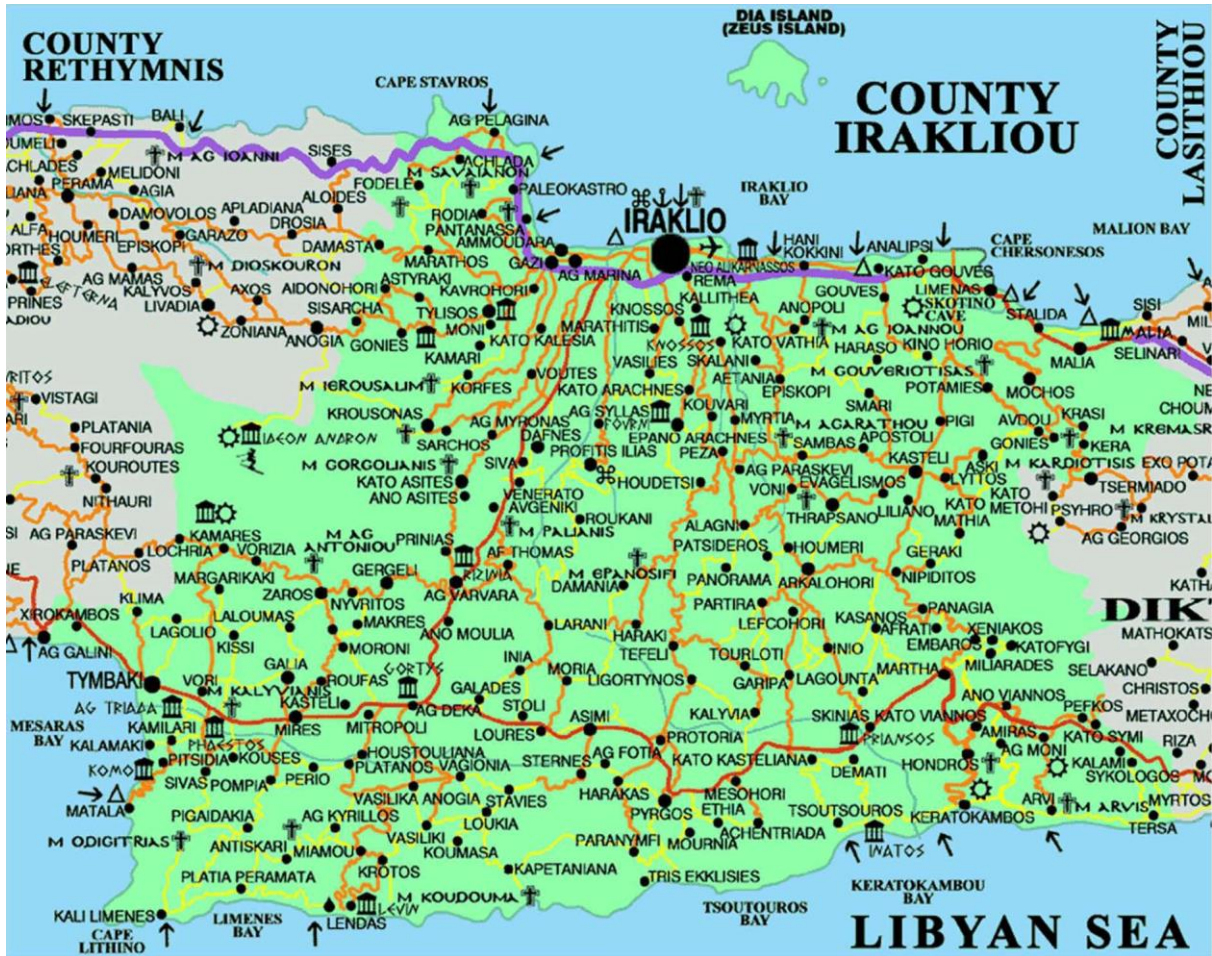 DIA ISLAND
(ZEUS ISLAND)
COUNTY
RETHYMNIS
COUNTY
IRAKLIOU
COUNTY
LASITHIOU
CAPE STAVROS
SKEPASTI
BALI
AG PELAGINA
M AG IOANNI
SISES
ACHLADA
M SAVAIANON
MELIDONI
PERAMA
AGIA
FODELE
PALEOKASTRO
ALOIDES
IRAKLIO
BAY
DAMOVOLOS
APLADIANA
RODIA
PANTANASSA
IRAKLIO
MALION BAY
ALFA
HOUMERI
GARAZO
DROSIA
EPISKOPI
DAMASTA
AMMOUDARA
HANI
KOKKINI
ANALIPSI
CAPE
CHERSONESOS
MARATHOS
GAZI
AG MARINA
NEO ALIKARNASSOS
KATO GOUVES
AG MAMAS
M DIOSKOURON
ASTYRAKI
REMA
LIMENAS
PRINES
ELEFTERNA
KALYVOS
AXOS
AIDONOHORI
KAVROHORI
KALLITHEA
GOUVES
SKOTINO
CAVE
SISI
LIVADIA
SISARCHA
TYLISOS
KNOSSOS
ANOPOLI
STALIDA
ZONIANA
ANOGIA
MONI
MARATHITIS
M AG IOANNOU
MALIA
GONIES
KATO KALESIA
KNOSSOS
KATO VATHIA
KINO HORIO
SELINARI
KAMARI
VASILIES
SKALANI
HARASO
MALIA
M IEROUSALIM
KORFES
VOUTES
AETANIA
M GOUVERIOTISAS
VISTAGI
KATO ARACHNES
EPISKOPI
POTAMIES
MOCHOS
KROUSONAS
AG SYLLAS
KOUVARI
SMARI
PLATANIA
AG MYRONAS
FOURNI
MYRTIA
M AGARATHOU
PIGI
AVDOU
KRASI
IDEON ANDRON
SARCHOS
DAFNES
EPANO ARACHNES
SAMBAS
APOSTOLI
GONIES
KERA
M KREMASR
FOURFOURAS
M GORGOLIANIS
PROFITIS ILIAS
PEZA
KASTELI
ASKI
M KARDIOTISIS
EXO POTA
KOUROUTES
SIVA
AG PARASKEVI
KATO ASITES
HOUDETSI
EVAGELISMOS
LYTTOS
TSERMIADO
NITHAURI
ANO ASITES
VENERATO
VONI
KATO
METOHI
AVGENIKI
THRAPSANO
LILIANO
KATO
MATHIA
PSYHRO
M KRYSTAL
KAMARES
ROUKANI
ALAGNI
AG PARASKEVI
M AG
ANTONIOU
PRINIAS
M PALIANIS
AG GEORGIOS
LOCHRIA
VORIZIA
AF THOMAS
PATSIDEROS
HOUMERI
GERAKI
PLATANOS
MARGARIKAKI
GERGELI
RIZINIA
M EPANOSIFI
PANORAMA
KATHA
ARKALOHORI
NIPIDITOS
KLIMA
ZAROS
NYVRITOS
AG VARVARA
DAMANIA
XIROKAMBOS
LALOUMAS
PARTIRA
PANAGIA
DIKT
LAGOLIO
MAKRES
ANO MOULIA
LARANI
LEFCOHORI
KASANOS
KISSI
HARAKI
AFRATI
XENIAKOS
MATHOKATS
AG GALINI
MORONI
TEFELI
EMBAROS
KATOFYGI
GALIA
GORTYS
INIA
TOURLOTI
INIO
MILIARADES
TYMBAKI
VORI
ROUFAS
MORIA
MARTHA
SELAKANO
M KALYVIANIS
GALADES
LIGORTYNOS
GARIPA
LAGOUNTA
ANO VIANNOS
CHRISTOS
MESARAS
BAY
AG TRIADA
KASTELI
STOLI
PEFKOS
METAXOCHO
KAMILARI
MIRES
MITROPOLI
AG DEKA
KALYVIA
SKINIAS
KATO VIANNOS
KALAMAKI
LOURES
ASIMI
PRIANSOS
AMIRAS
KATO SYMI
PHAESTOS
HOUSTOULIANA
AG FOTIA
PROTORIA
AG MONI
RIZA
PITSIDIA
KOUSES
PLATANOS
VAGIONIA
STERNES
KATO KASTELIANA
HONDROS
KALAMI
KOMO
SIVAS
POMPIA
PERIO
DEMATI
SYKOLOGOS
MATALA
VASILIKA ANOGIA
STAVIES
HARAKAS
MESOHORI
MYRTOS
PIGAIDAKIA
AG KYRILLOS
LOUKIA
PYRGOS
ETHIA
TSOUTSOUROS
KERATOKAMBOS
ARVI
M ARVIS
TERSA
M ODIGITRIAS
ANTISKARI
VASILIKI
ACHENTRIADA
MIAMOU
KOUMASA
PARANYMFI
MOURNIA
INATOS
PLATIA PERAMATA
KROTOS
KAPETANIANA
TRIS EKKLISIES
KERATOKAMBOU
BAY
M KOUDOUMA
KALI LIMENES
LIMENES
BAY
LENDAS
LEVIN
TSOUTOUROS
BAY
CAPE
LITHINO
LIBYAN SEA